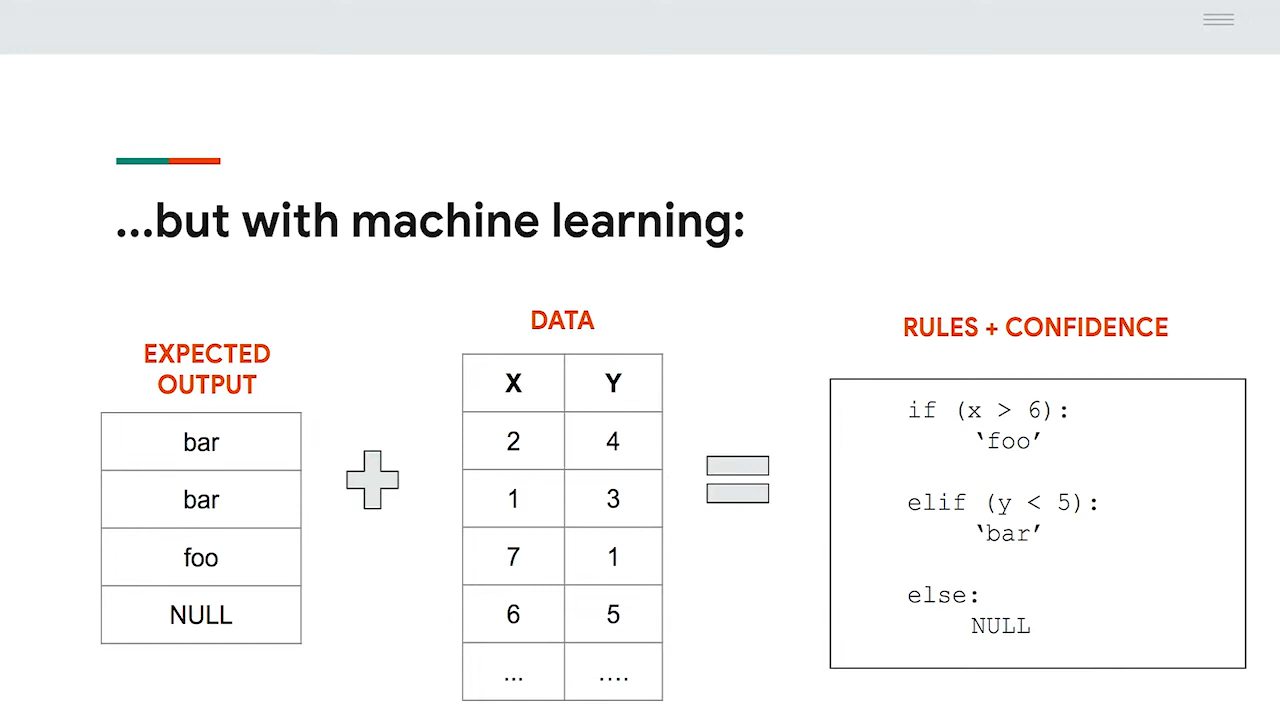 ...but with machine learning:
EXPECTED
OUTPUT
bar
bar
foo
NULL
DATA
X Y
2 4
1 3
7 1
6 5
... ....
RULES + CONFIDENCE
if (x > 6):
‘foo’
elif (y < 5):
‘bar’
else:
NULL